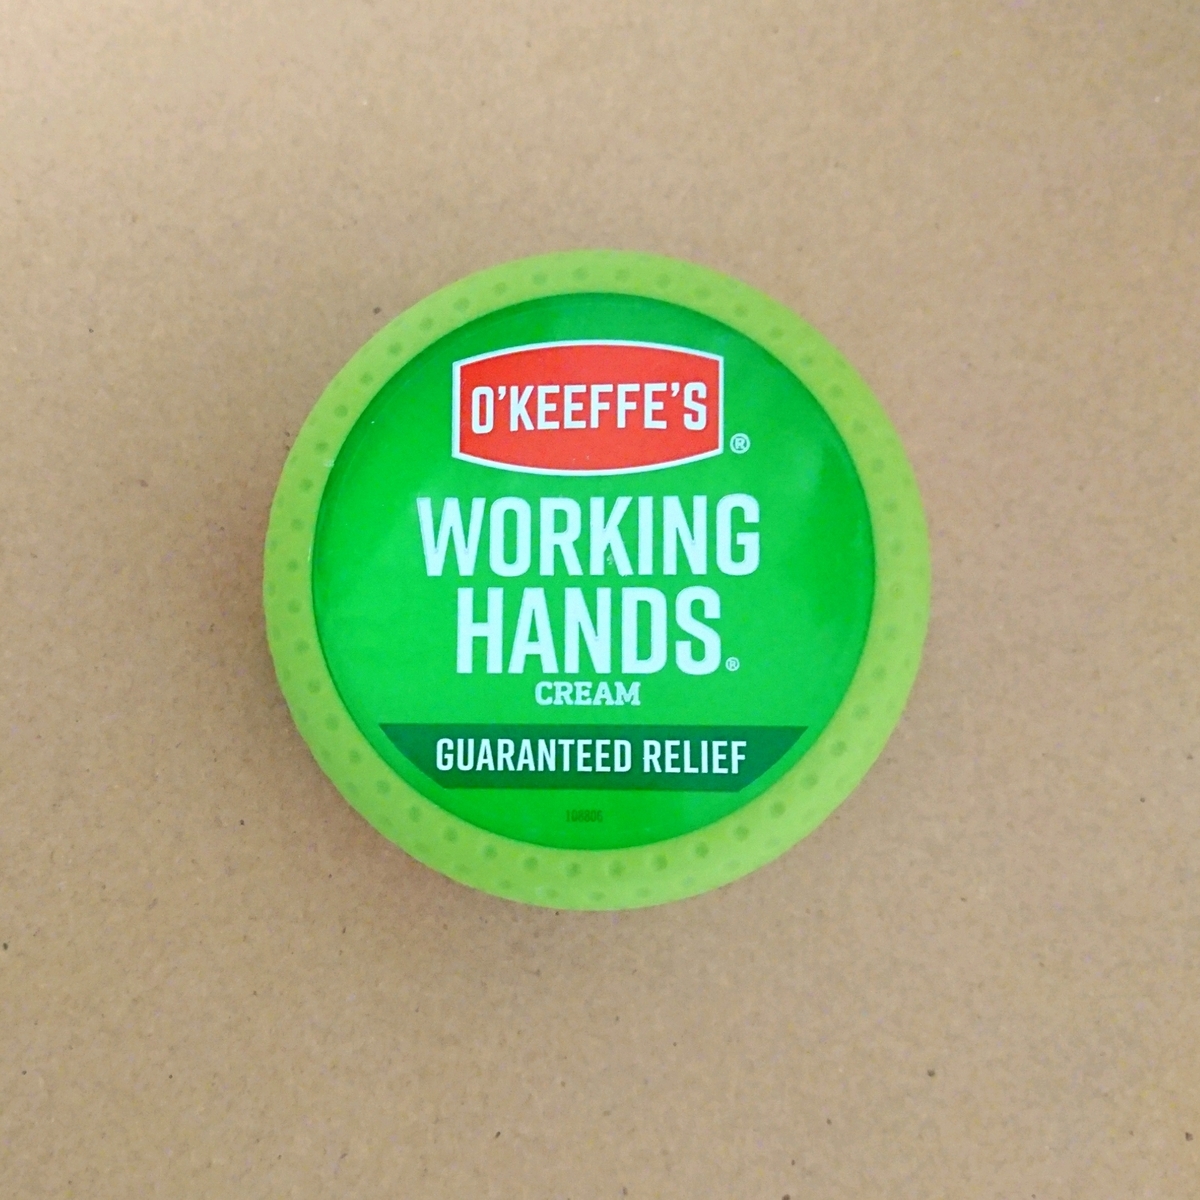 O'KEEFFE'S®
WORKING
HANDS®
CREAM
GUARANTEED RELIEF